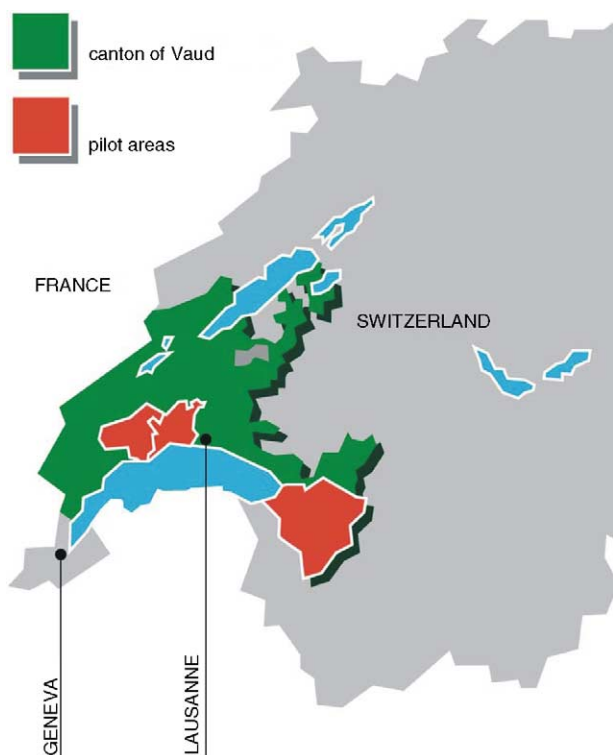 canton of Vaud
pilot areas
FRANCE
SWITZERLAND
GENEVA
LAUSANNE